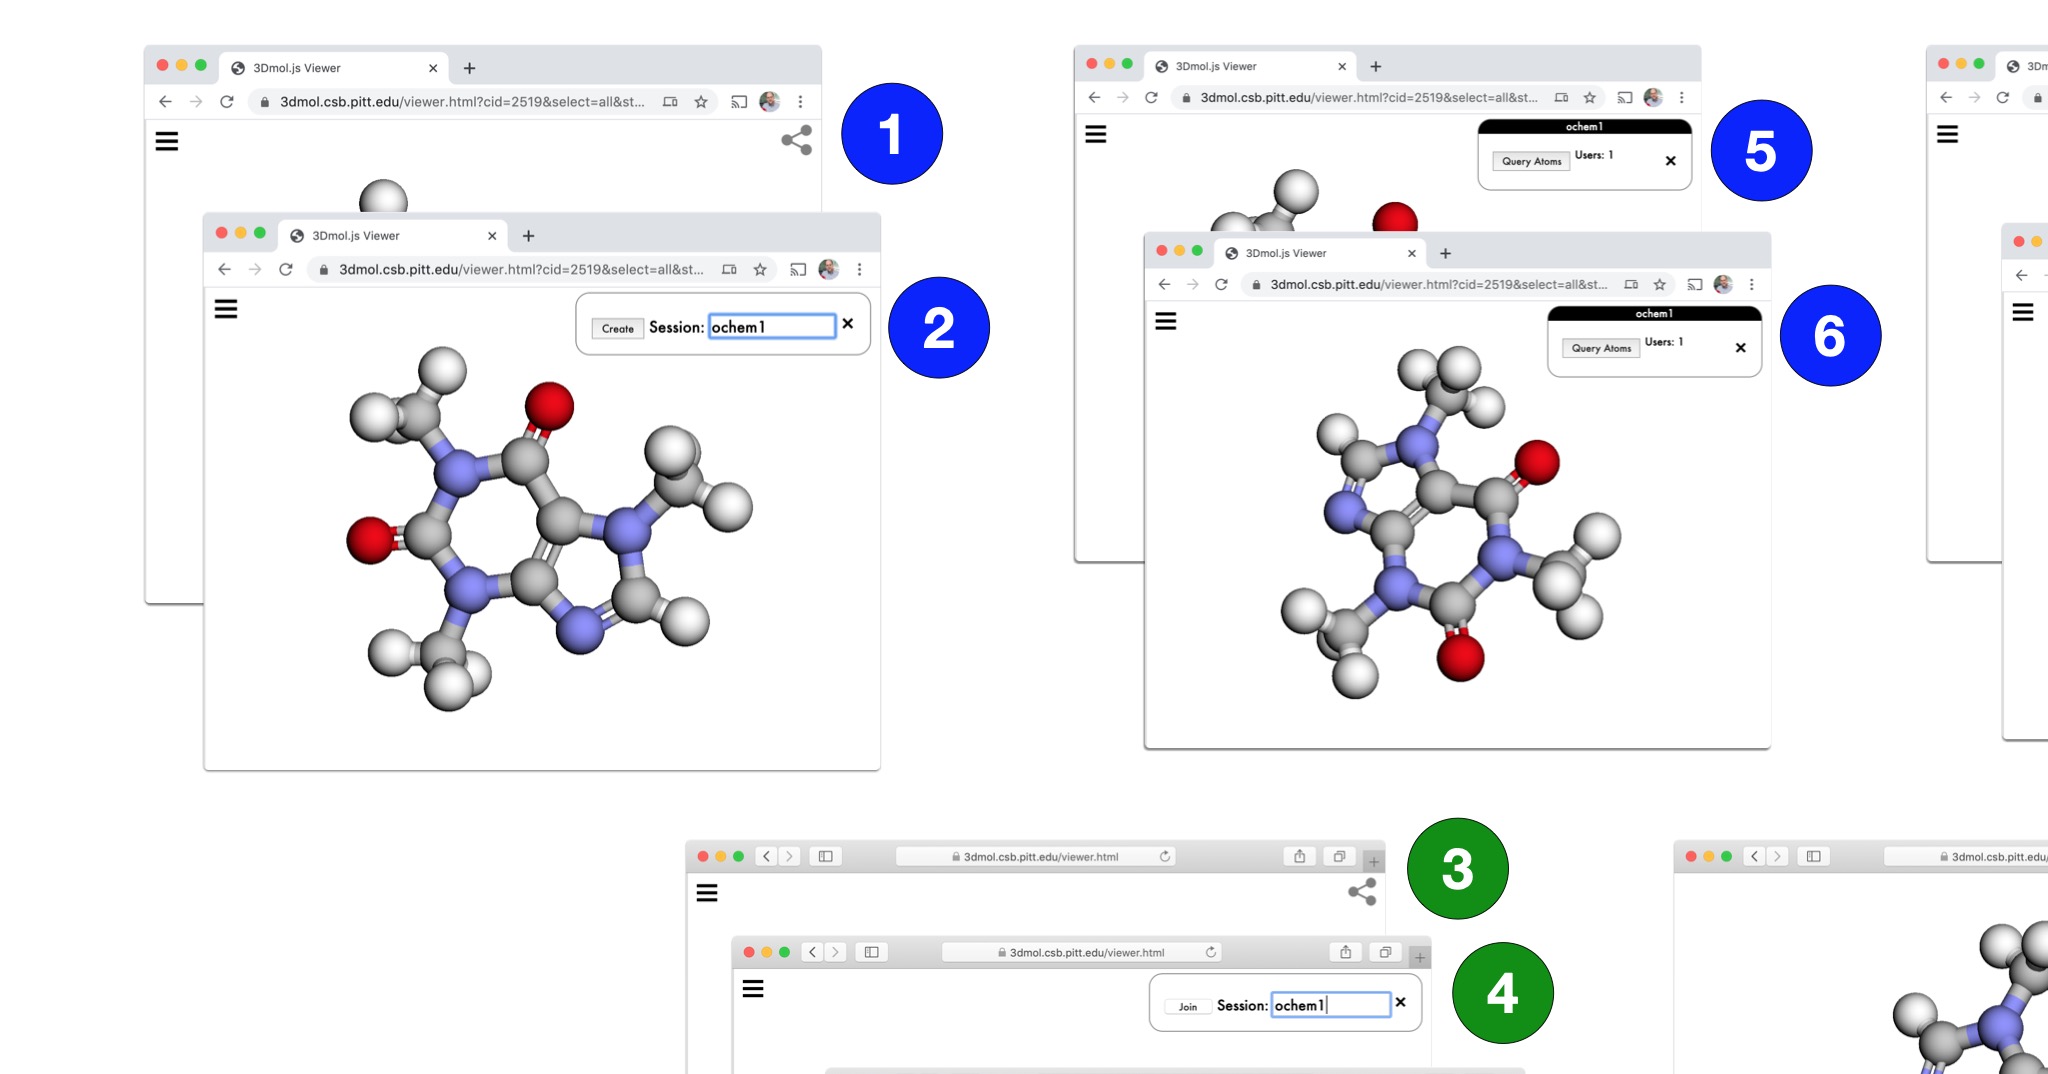 3Dmol.js Viewer
3dmol.csb.pitt.edu/viewer.html?cid=2519&select=all&st...
1
3Dmol.js Viewer
3dmol.csb.pitt.edu/viewer.html?cid=2519&select=all&st...
Create Session: ochem1
2
3Dmol.js Viewer
3dmol.csb.pitt.edu/viewer.html?cid=2519&select=all&st...
ochem1
Query Atoms Users: 1
5
3Dmol.js Viewer
3dmol.csb.pitt.edu/viewer.html?cid=2519&select=all&st...
ochem1
Query Atoms Users: 1
6
3Dm
3dmol.csb.pitt.edu/viewer.html
3
3dmol.csb.pitt.edu/viewer.html
Join Session: ochem1
4
3dmol.csb.pitt.edu/